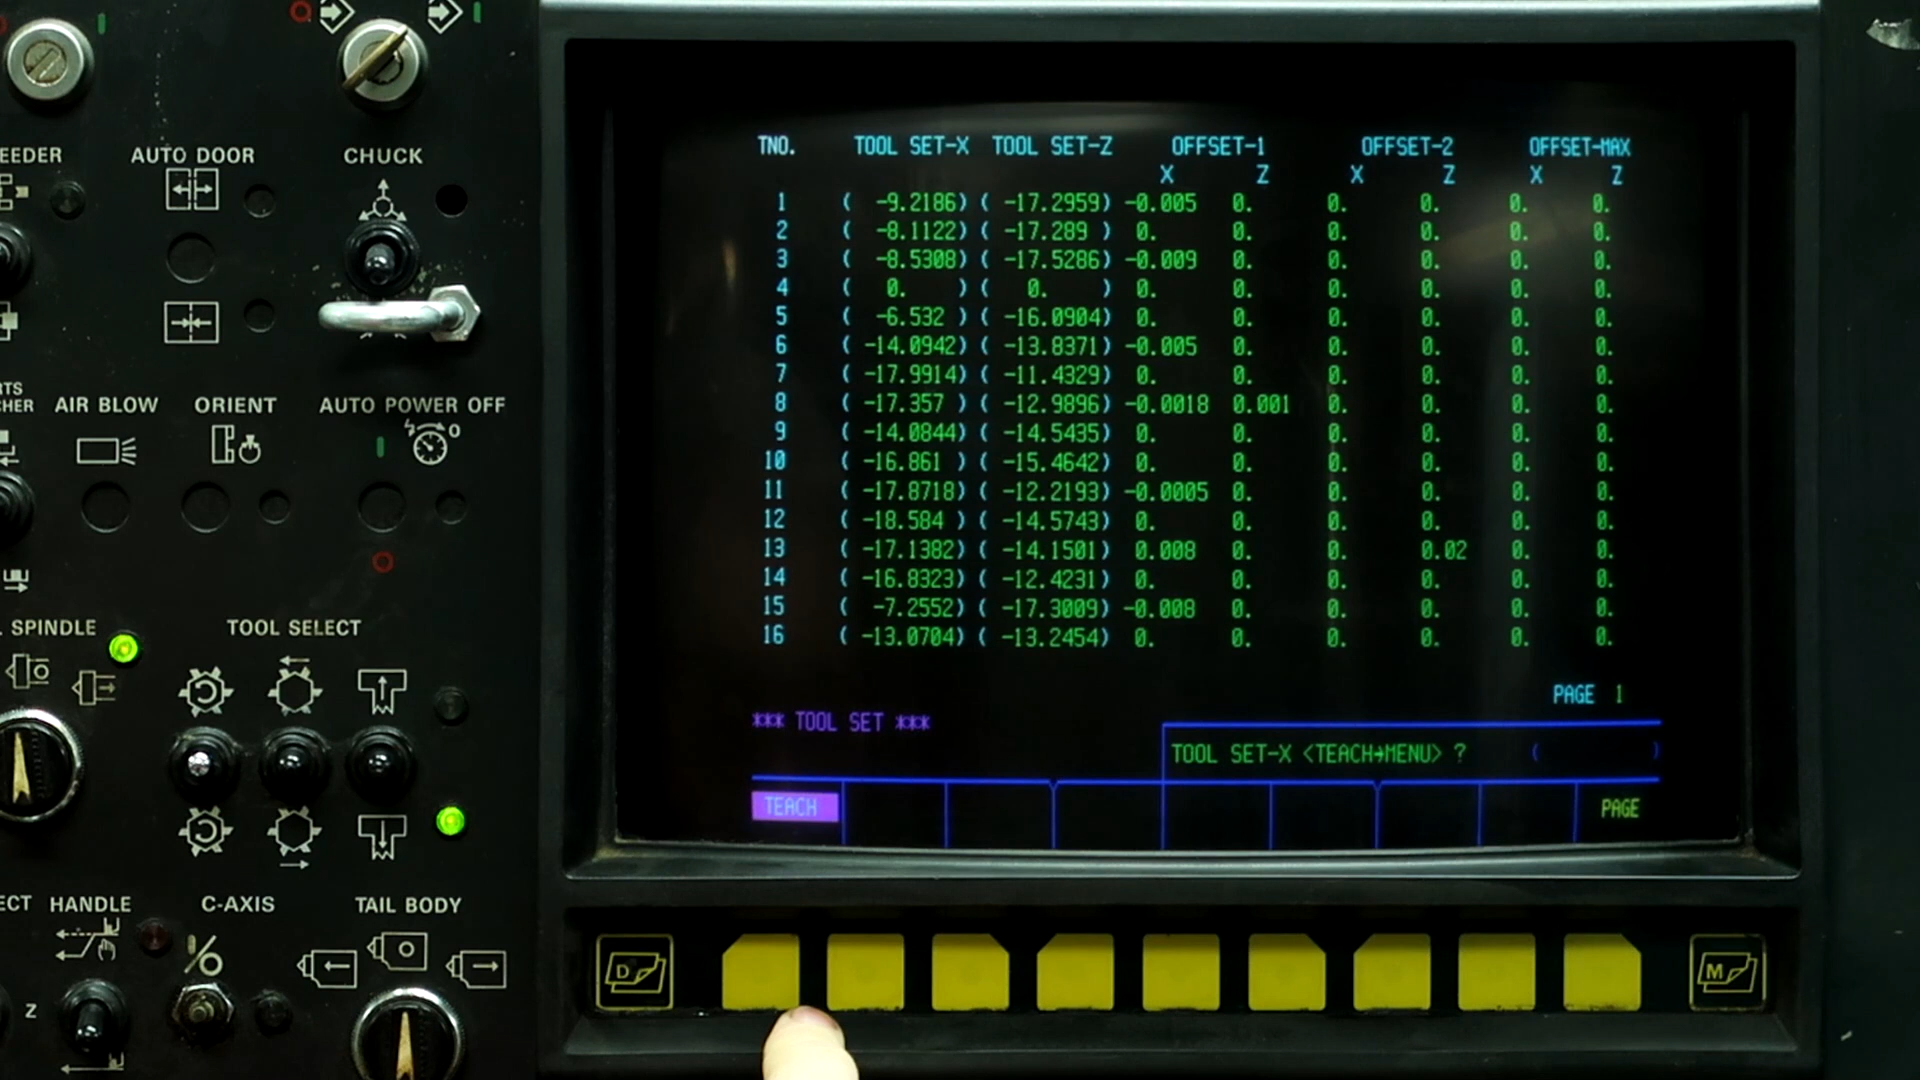 EEDER
AUTO DOOR
CHUCK
RTS
CHER
AIR BLOW
ORIENT
AUTO POWER OFF
SPINDLE
TOOL SELECT
ECT
HANDLE
C-AXIS
TAIL BODY
Z
TNO. TOOL SET-X TOOL SET-Z OFFSET-1 OFFSET-2 OFFSET-MAX
X Z X Z X Z
1 ( -9.2186) ( -17.2959) -0.005 0. 0. 0. 0. 0.
2 ( -8.1122) ( -17.289 ) 0. 0. 0. 0. 0. 0.
3 ( -8.5308) ( -17.5286) -0.009 0. 0. 0. 0. 0.
4 ( 0. ) ( 0. ) 0. 0. 0. 0. 0. 0.
5 ( -6.532 ) ( -16.0904) 0. 0. 0. 0. 0. 0.
6 ( -14.0942) ( -13.8371) -0.005 0. 0. 0. 0. 0.
7 ( -17.9914) ( -11.4329) 0. 0. 0. 0. 0. 0.
8 ( -17.357 ) ( -12.9896) -0.0018 0.001 0. 0. 0. 0.
9 ( -14.0844) ( -14.5435) 0. 0. 0. 0. 0. 0.
10 ( -16.861 ) ( -15.4642) 0. 0. 0. 0. 0. 0.
11 ( -17.8718) ( -12.2193) -0.0005 0. 0. 0. 0. 0.
12 ( -18.584 ) ( -14.5743) 0. 0. 0. 0. 0. 0.
13 ( -17.1382) ( -14.1501) 0.008 0. 0. 0.02 0. 0.
14 ( -16.8323) ( -12.4231) 0. 0. 0. 0. 0. 0.
15 ( -7.2552) ( -17.3009) -0.008 0. 0. 0. 0. 0.
16 ( -13.0704) ( -13.2454) 0. 0. 0. 0. 0. 0.
PAGE 1
*** TOOL SET ***
TOOL SET-X <TEACH→MENU> ? ( )
TEACH
PAGE
D
M